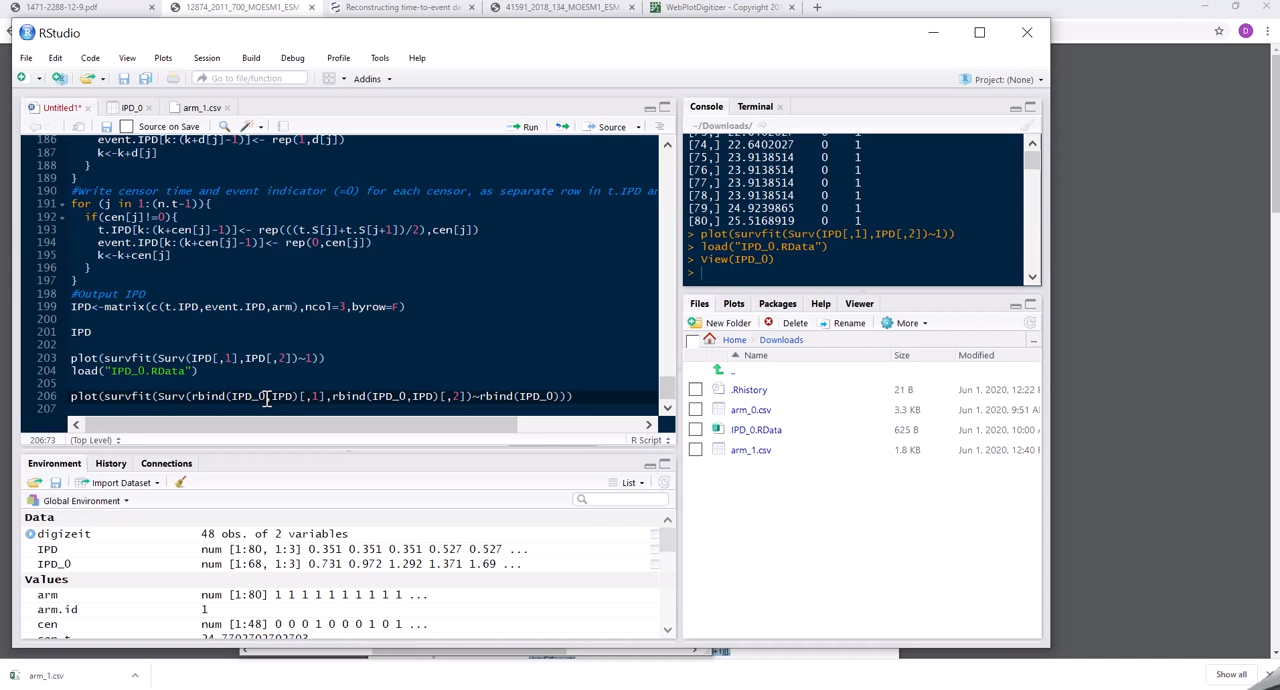 1471-2288-12-9.pdf
12874_2011_700_MOESM1_ESM
Reconstructing time-to-event da
41591_2018_134_MOESM2_ESM
WebPlotDigitizer - Copyright 201
RStudio
File Edit Code View Plots Session Build Debug Profile Tools Help
Go to file/function
Addins
Project: (None)
Untitled1*
IPD_0
arm_1.csv
Source on Save
Run
Source
186 event.IPD[k:(k+d[j]-1)]<- rep(1,d[j])
187 k<-k+d[j]
188 }
189 }
190 #Write censor time and event indicator (=0) for each censor, as separate row in t.IPD ar
191 for (j in 1:(n.t-1)){
192 if(cen[j]!=0){
193 t.IPD[k:(k+cen[j]-1)]<- rep(((t.S[j]+t.S[j+1])/2),cen[j])
194 event.IPD[k:(k+cen[j]-1)]<- rep(0,cen[j])
195 k<-k+cen[j]
196 }
197 }
198 #Output IPD
199 IPD<-matrix(c(t.IPD,event.IPD,arm),ncol=3,byrow=F)
200
201 IPD
202
203 plot(survfit(Surv(IPD[,1],IPD[,2])~1))
204 load("IPD_0.RData")
205
206 plot(survfit(Surv(rbind(IPD_0,IPD)[,1],rbind(IPD_0,IPD)[,2])~rbind(IPD_0)))
207
206:73 (Top Level)
R Script
Console Terminal
~/Downloads/
[74,] 22.6402027 0 1
[75,] 23.9138514 0 1
[76,] 23.9138514 0 1
[77,] 23.9138514 0 1
[78,] 23.9138514 0 1
[79,] 24.9239865 0 1
[80,] 25.5168919 0 1
> plot(survfit(Surv(IPD[,1],IPD[,2])~1))
> load("IPD_0.RData")
> View(IPD_0)
>
Environment History Connections
Import Dataset
List
Global Environment
Data
digizeit 48 obs. of 2 variables
IPD num [1:80, 1:3] 0.351 0.351 0.351 0.527 0.527 ...
IPD_0 num [1:68, 1:3] 0.731 0.972 1.292 1.371 1.69 ...
Values
arm num [1:80] 1 1 1 1 1 1 1 1 1 1 ...
arm.id 1
cen num [1:48] 0 0 0 1 0 0 0 1 0 1 ...
Files Plots Packages Help Viewer
New Folder Delete Rename More
Home Downloads
Name Size Modified
..
.Rhistory 21 B Jun 1, 2020, 12:22
arm_0.csv 3.3 KB Jun 1, 2020, 9:51 A
IPD_0.RData 625 B Jun 1, 2020, 10:00
arm_1.csv 1.8 KB Jun 1, 2020, 12:40
arm_1.csv
Show all